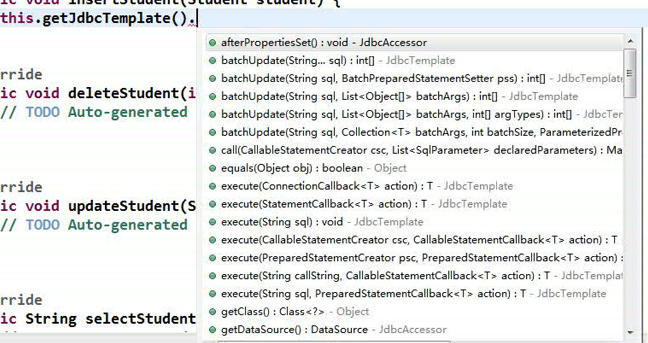 ic void insertStudent(Student student) {
this.getJdbcTemplate().
afterPropertiesSet() : void - JdbcAccessor
batchUpdate(String... sql) : int[] - JdbcTemplate
rride
batchUpdate(String sql, BatchPreparedStatementSetter pss) : int[] - JdbcTemplate
ic void deleteStudent(i
batchUpdate(String sql, List<Object[]> batchArgs) : int[] - JdbcTemplate
// TODO Auto-generated
batchUpdate(String sql, List<Object[]> batchArgs, int[] argTypes) : int[] - JdbcTem
batchUpdate(String sql, Collection<T> batchArgs, int batchSize, ParameterizedPr
call(CallableStatementCreator csc, List<SqlParameter> declaredParameters) : Ma
equals(Object obj) : boolean - Object
rride
execute(ConnectionCallback<T> action) : T - JdbcTemplate
ic void updateStudent(S
execute(StatementCallback<T> action) : T - JdbcTemplate
// TODO Auto-generated
execute(String sql) : void - JdbcTemplate
execute(CallableStatementCreator csc, CallableStatementCallback<T> action) : T
execute(PreparedStatementCreator psc, PreparedStatementCallback<T> action) : T
execute(String callString, CallableStatementCallback<T> action) : T - JdbcTemplate
rride
execute(String sql, PreparedStatementCallback<T> action) : T - JdbcTemplate
ic String selectStudent
getClass() : Class<?> - Object
getDataSource() : DataSource - JdbcAccessor